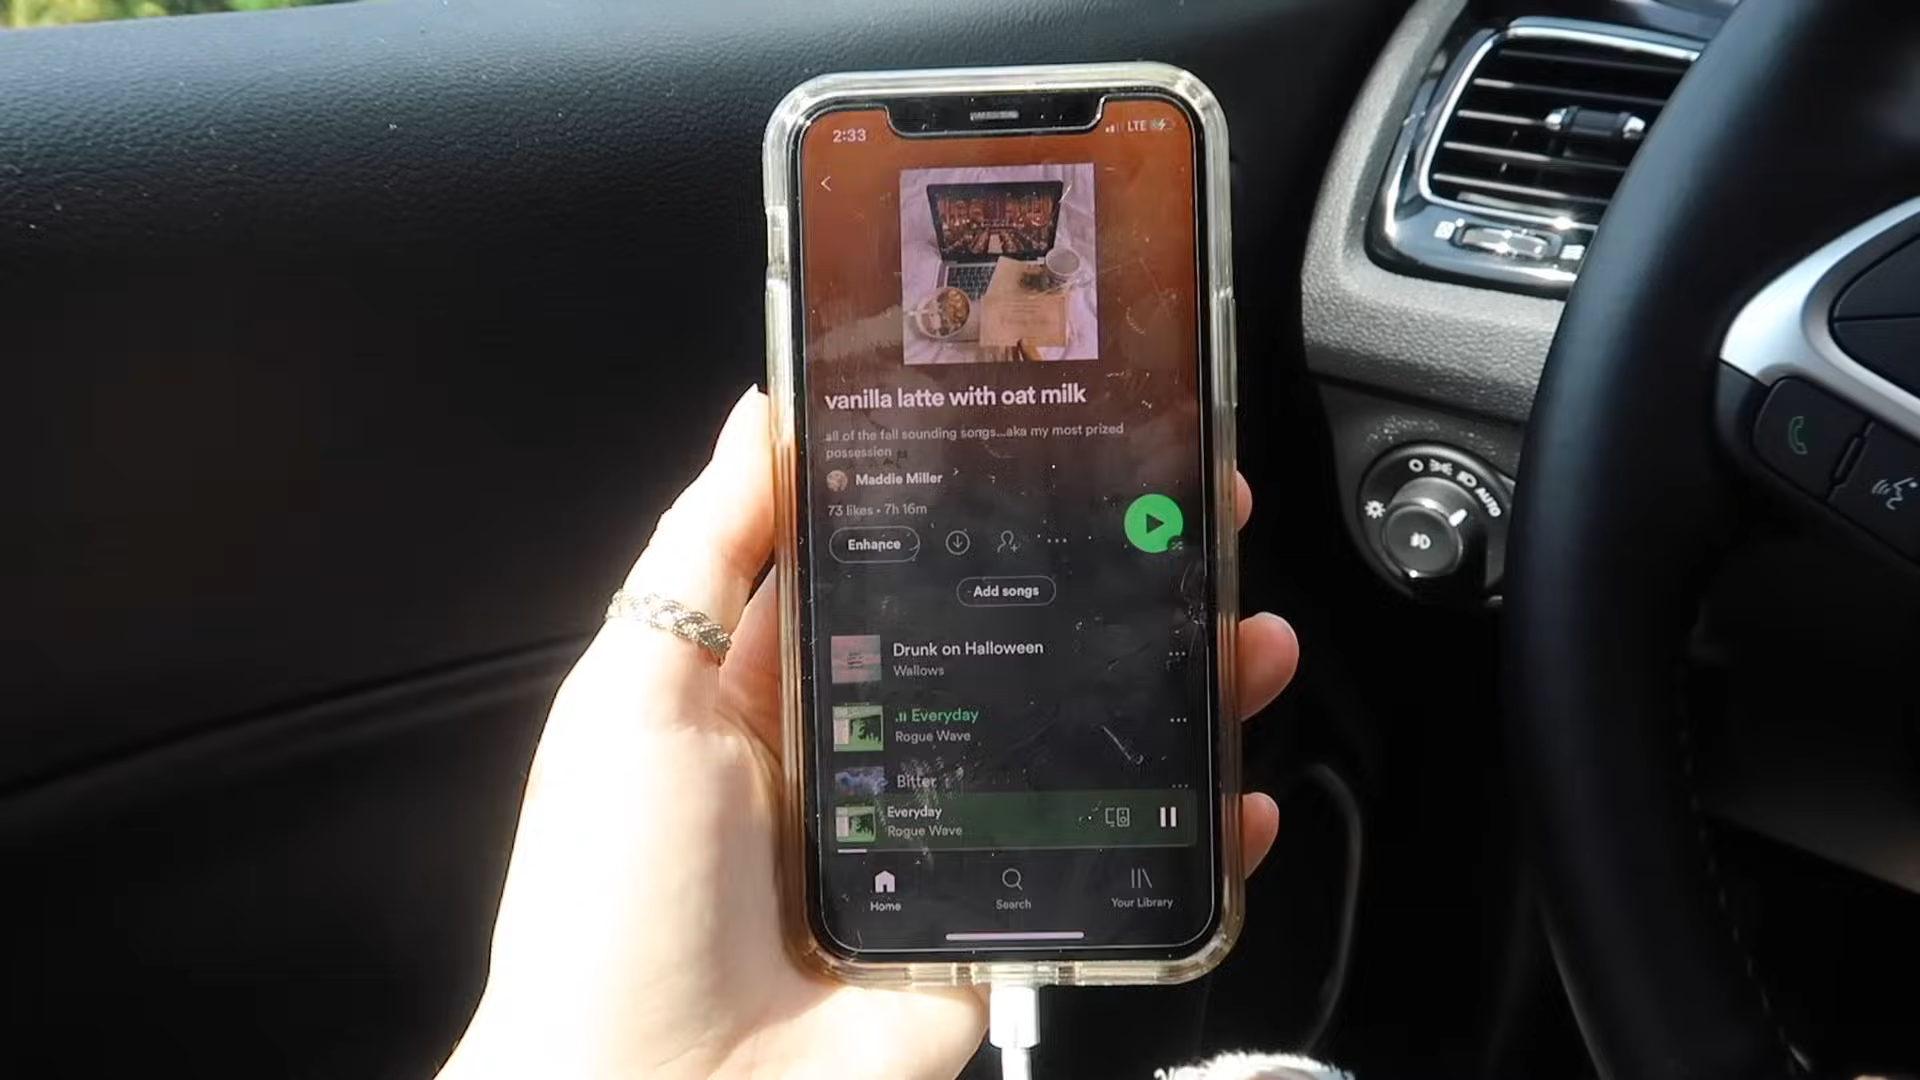 2:33
LTE
vanilla latte with oat milk
all of the fall sounding songs...aka my most prized
possession
Maddie Miller
73 likes • 7h 16m
Enhance
Add songs
Drunk on Halloween
Wallows
Everyday
Rogue Wave
Bitter
Everyday
Rogue Wave
Home
Search
Your Library
AUTO